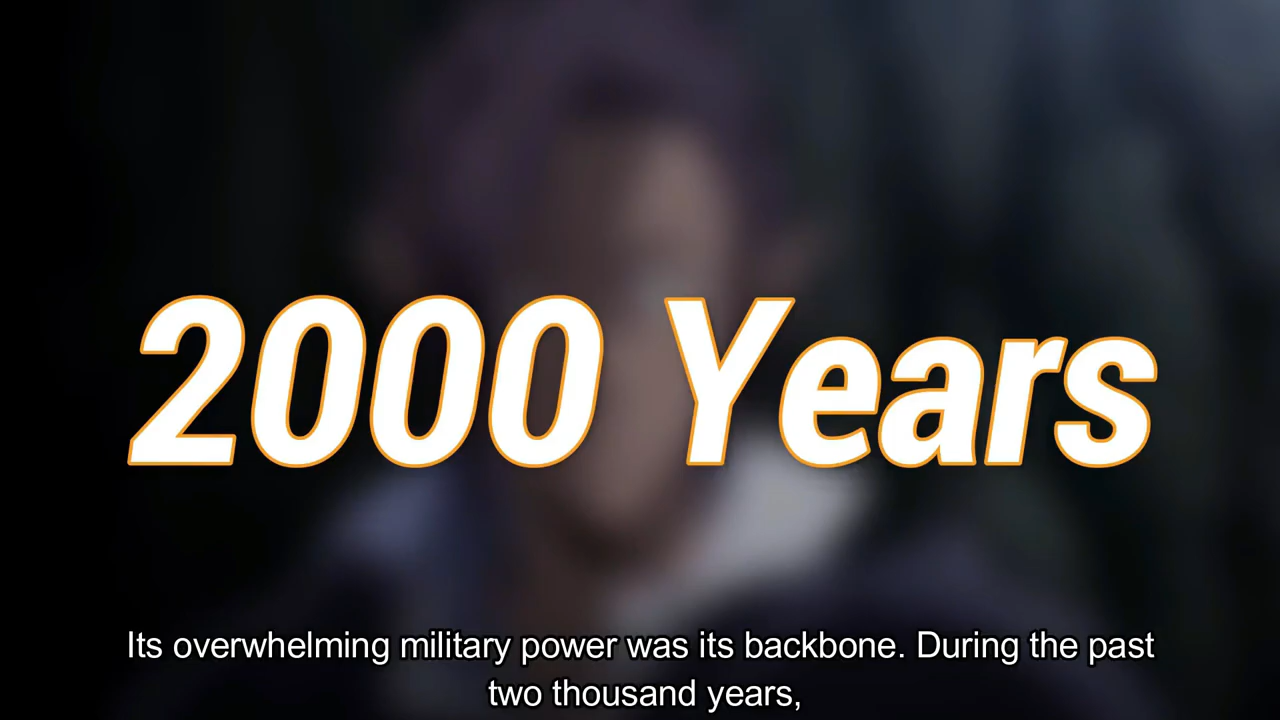 2000 Years
Its overwhelming military power was its backbone. During the past
two thousand years,